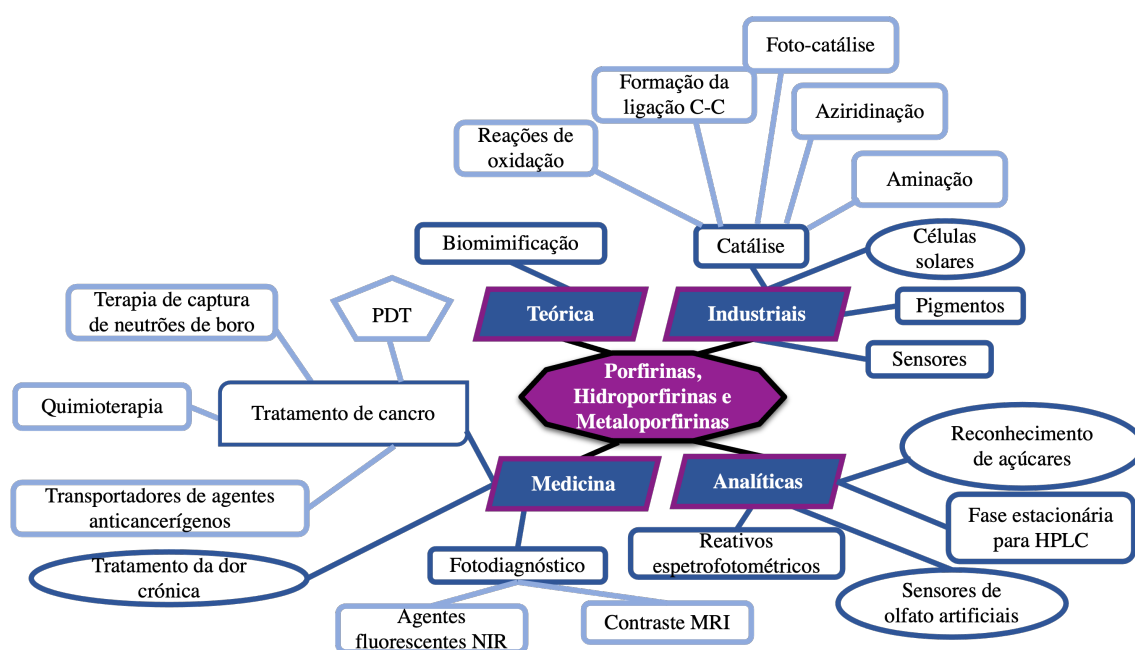 Foto-catálise
Formação da
ligação C-C
Aziridinação
Reações de
oxidação
Aminação
Biomimificação
Catálise
Células
solares
Terapia de captura
de neutrões de boro
PDT
Teórica
Industriais
Pigmentos
Sensores
Porfirinas,
Hidroporfirinas e
Metaloporfirinas
Quimioterapia
Tratamento de cancro
Reconhecimento
de açúcares
Medicina
Analíticas
Transportadores de agentes
anticancerígenos
Fase estacionária
para HPLC
Reativos
espetrofotométricos
Tratamento da dor
crónica
Fotodiagnóstico
Sensores de
olfato artificiais
Agentes
fluorescentes NIR
Contraste MRI